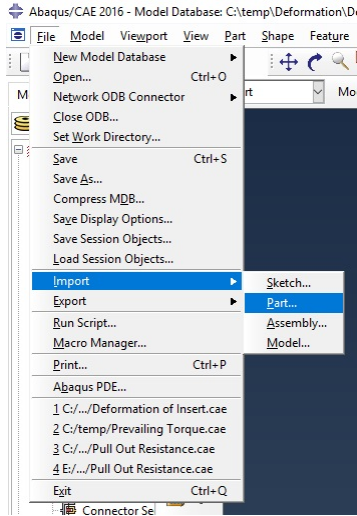 Abaqus/CAE 2016 - Model Database: C:\temp\Deformation\D
File Model Viewport View Part Shape Feature
New Model Database
Open... Ctrl+O
Network ODB Connector
Close ODB...
Set Work Directory...
Save Ctrl+S
Save As...
Compress MDB...
Save Display Options...
Save Session Objects...
Load Session Objects...
Import
Sketch...
Export
Part...
Run Script...
Assembly...
Macro Manager...
Model...
Print... Ctrl+P
Abaqus PDE...
1 C:/.../Deformation of Insert.cae
2 C:/temp/Prevailing Torque.cae
3 C:/.../Pull Out Resistance.cae
4 E:/.../Pull Out Resistance.cae
Exit Ctrl+Q
Connector Se